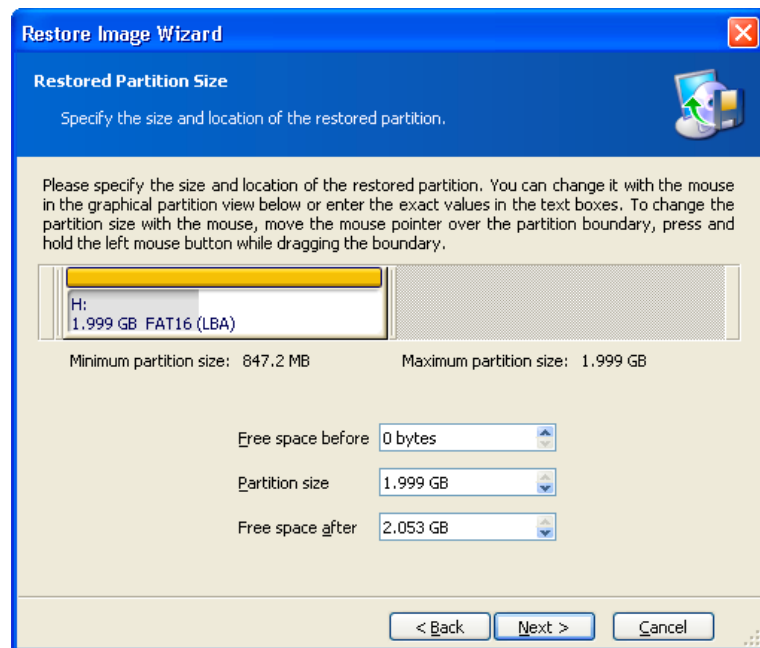 Restore Image Wizard
Restored Partition Size
Specify the size and location of the restored partition.
Please specify the size and location of the restored partition. You can change it with the mouse
in the graphical partition view below or enter the exact values in the text boxes. To change the
partition size with the mouse, move the mouse pointer over the partition boundary, press and
hold the left mouse button while dragging the boundary.
H:
1.999 GB FAT16 (LBA)
Minimum partition size: 847.2 MB Maximum partition size: 1.999 GB
Free space before 0 bytes
Partition size 1.999 GB
Free space after 2.053 GB
< Back Next > Cancel